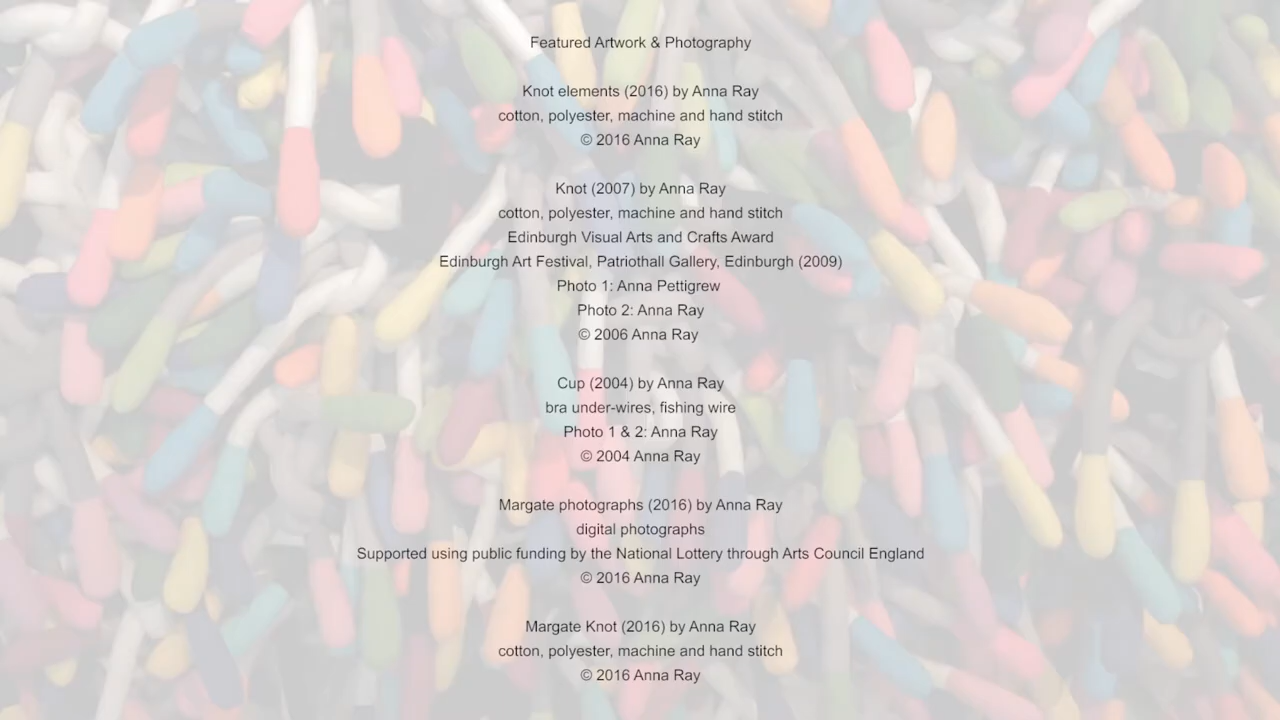 Featured Artwork & Photography
Knot elements (2016) by Anna Ray
cotton, polyester, machine and hand stitch
© 2016 Anna Ray
Knot (2007) by Anna Ray
cotton, polyester, machine and hand stitch
Edinburgh Visual Arts and Crafts Award
Edinburgh Art Festival, Patriothall Gallery, Edinburgh (2009)
Photo 1: Anna Pettigrew
Photo 2: Anna Ray
© 2006 Anna Ray
Cup (2004) by Anna Ray
bra under-wires, fishing wire
Photo 1 & 2: Anna Ray
© 2004 Anna Ray
Margate photographs (2016) by Anna Ray
digital photographs
Supported using public funding by the National Lottery through Arts Council England
© 2016 Anna Ray
Margate Knot (2016) by Anna Ray
cotton, polyester, machine and hand stitch
© 2016 Anna Ray